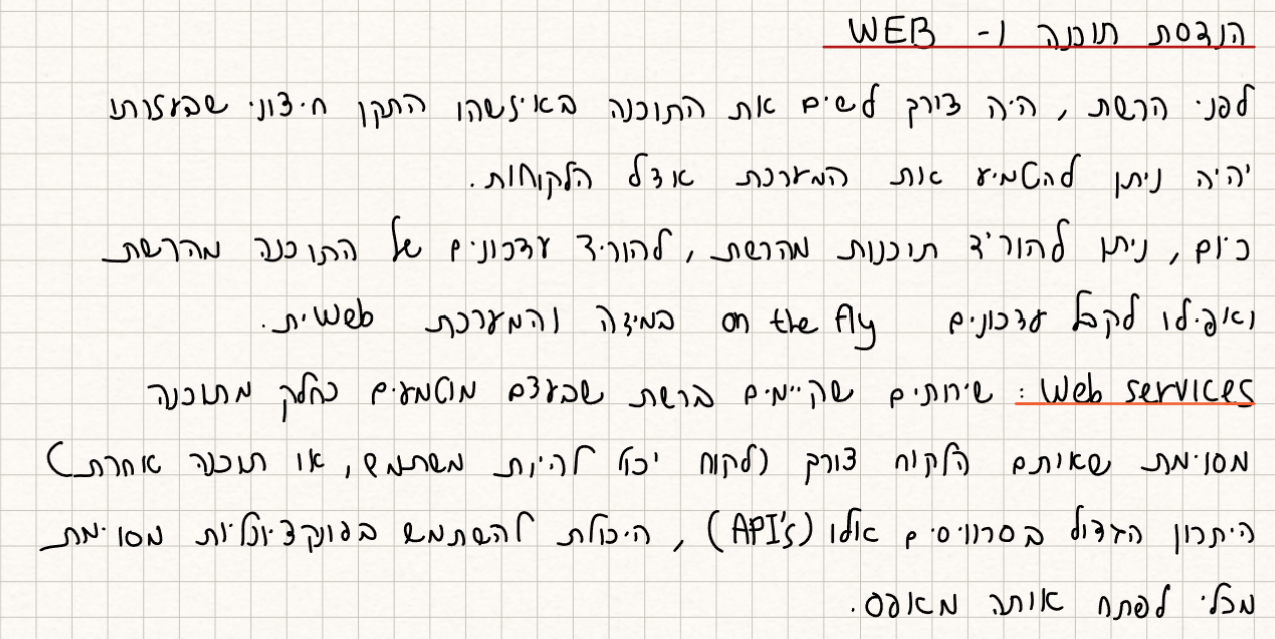 הנדסת תוכנה ו- WEB
לפני הרשת, היה צורך לשים את התוכנה באיזשהו התקן חיצוני שבעזרתו
יהיה ניתן להטמיע את המערכת אצל הלקוחות.
כיום, ניתן להוריד תוכנות מהרשת, להוריד עדכונים של התוכנה מהרשת
ואפילו לקבל עדכונים on the fly במידה והמערכת Webית.
Web services: שירותים שקיימים ברשת שבעצם מוטמעים כחלק מתוכנה
מסוימת שאותם הלקוח צורך (לקוח יכול להיות משתמש, או תוכנה אחרת)
היתרון הגדול בסרוויסים אלו (API's), היכולת להשתמש בפונקציונליות מסוימת
מבלי לפתח אותה מאפס.